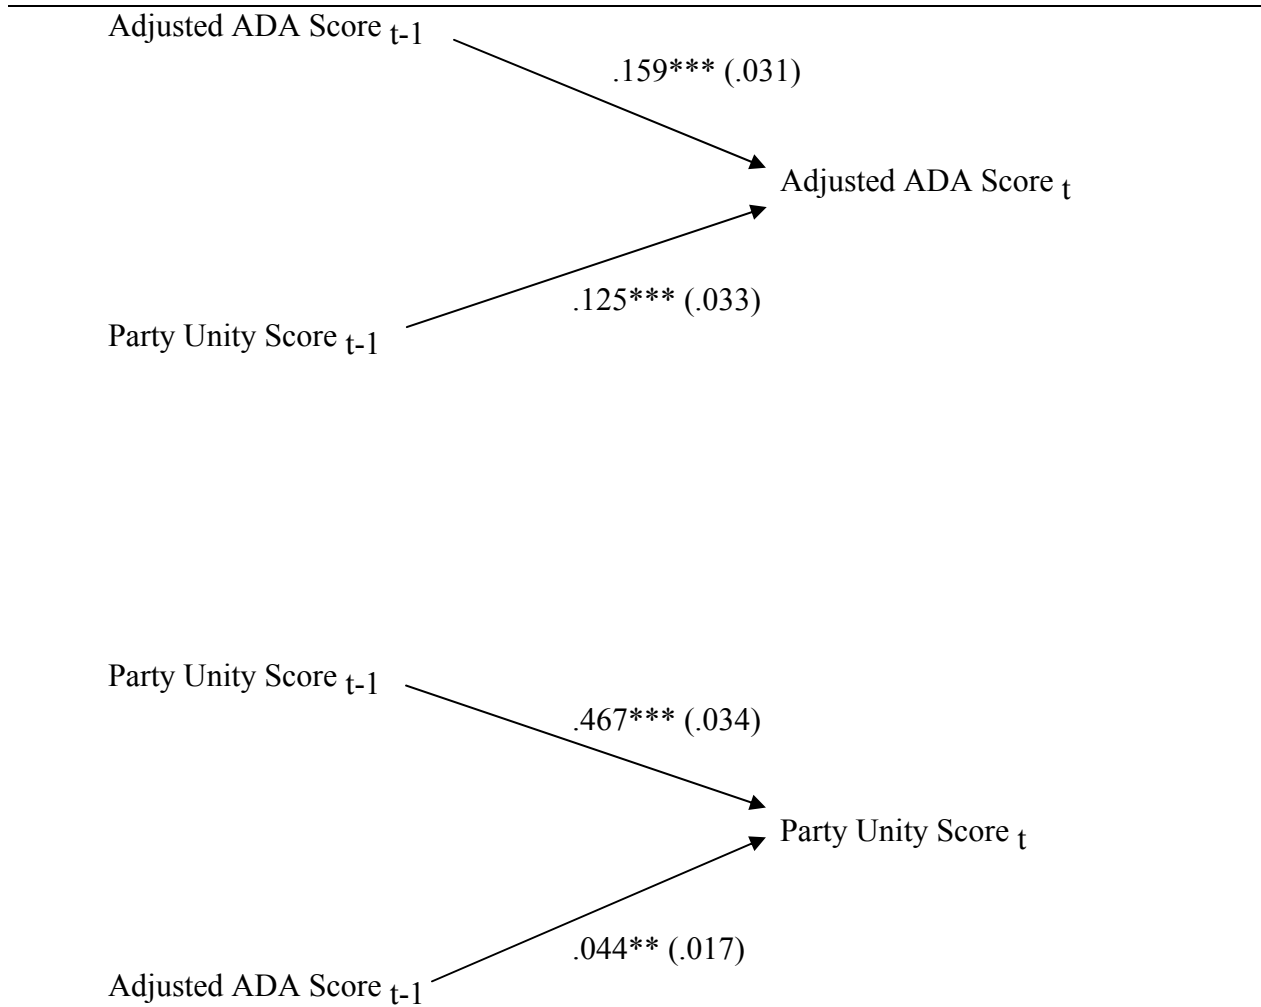 Adjusted ADA Score t-1
.159*** (.031)
Adjusted ADA Score t
.125*** (.033)
Party Unity Score t-1
Party Unity Score t-1
.467*** (.034)
Party Unity Score t
.044** (.017)
Adjusted ADA Score t-1